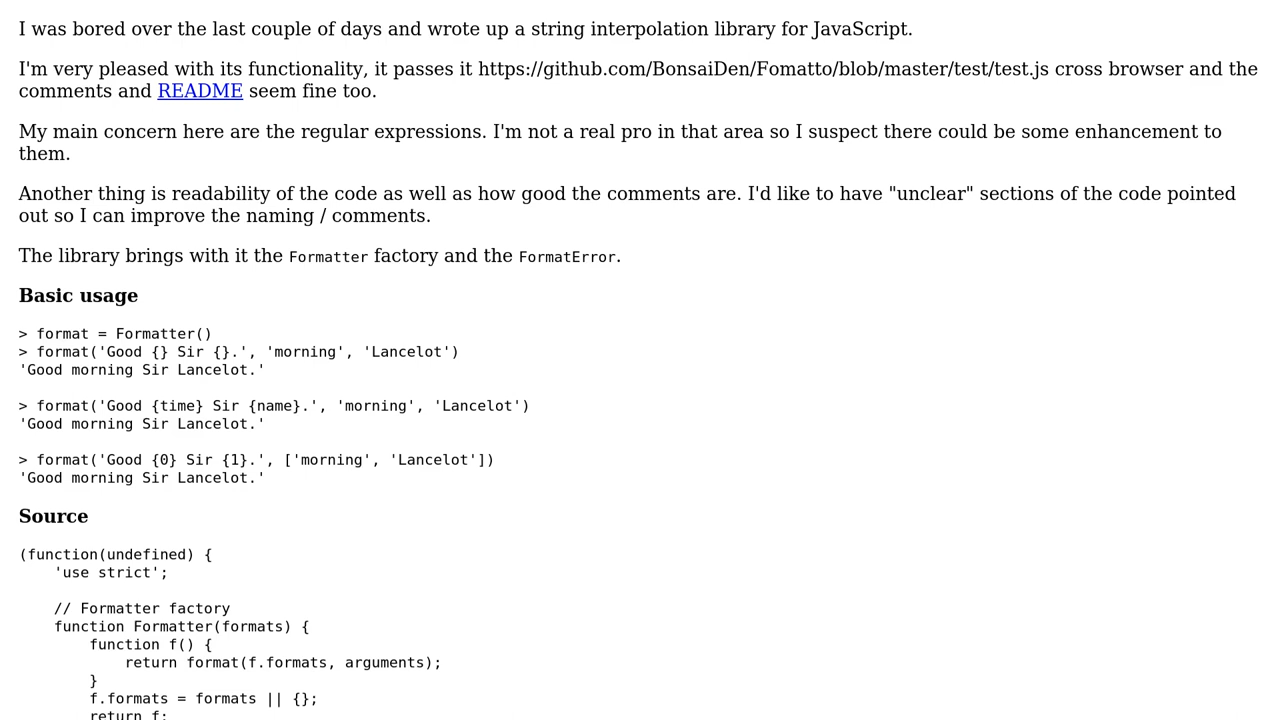 I was bored over the last couple of days and wrote up a string interpolation library for JavaScript.
I'm very pleased with its functionality, it passes it https://github.com/BonsaiDen/Fomatto/blob/master/test/test.js cross browser and the
comments and README seem fine too.
My main concern here are the regular expressions. I'm not a real pro in that area so I suspect there could be some enhancement to
them.
Another thing is readability of the code as well as how good the comments are. I'd like to have "unclear" sections of the code pointed
out so I can improve the naming / comments.
The library brings with it the Formatter factory and the FormatError.
Basic usage
> format = Formatter()
> format('Good {} Sir {}.', 'morning', 'Lancelot')
'Good morning Sir Lancelot.'
> format('Good {time} Sir {name}.', 'morning', 'Lancelot')
'Good morning Sir Lancelot.'
> format('Good {0} Sir {1}.', ['morning', 'Lancelot'])
'Good morning Sir Lancelot.'
Source
(function(undefined) {
    'use strict';
    // Formatter factory
    function Formatter(formats) {
        function f() {
            return format(f.formats, arguments);
        }
        f.formats = formats || {};
        return f;